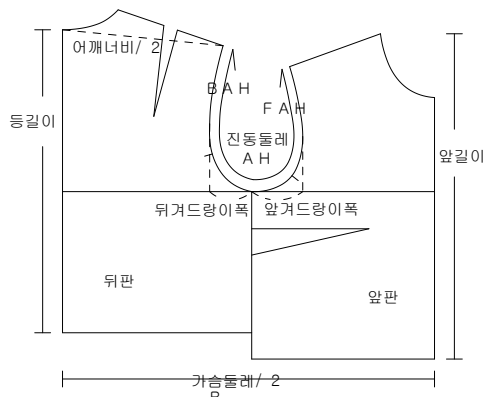 어깨너비/ 2
B A H
F A H
등길이
진동둘레
A H
앞길이
뒤겨드랑이폭
앞겨드랑이폭
뒤판
앞판
가슴둘레/ 2
B